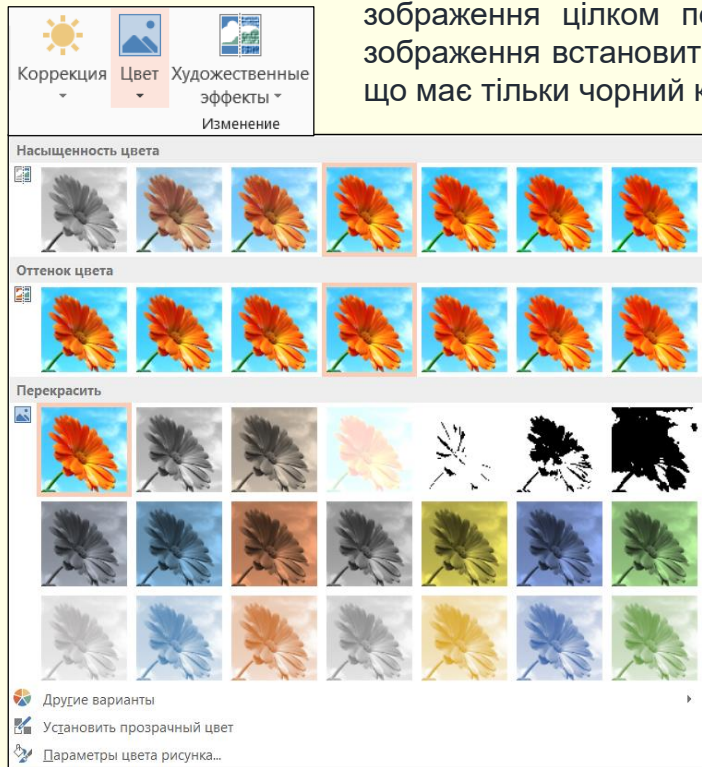 зображення цілком
зображення встановит
що має тільки чорний
Коррекция Цвет Художественные
эффекты
Изменение
Насыщенность цвета
Оттенок цвета
Перекрасить
Другие варианты
Установить прозрачный цвет
Параметры цвета рисунка...